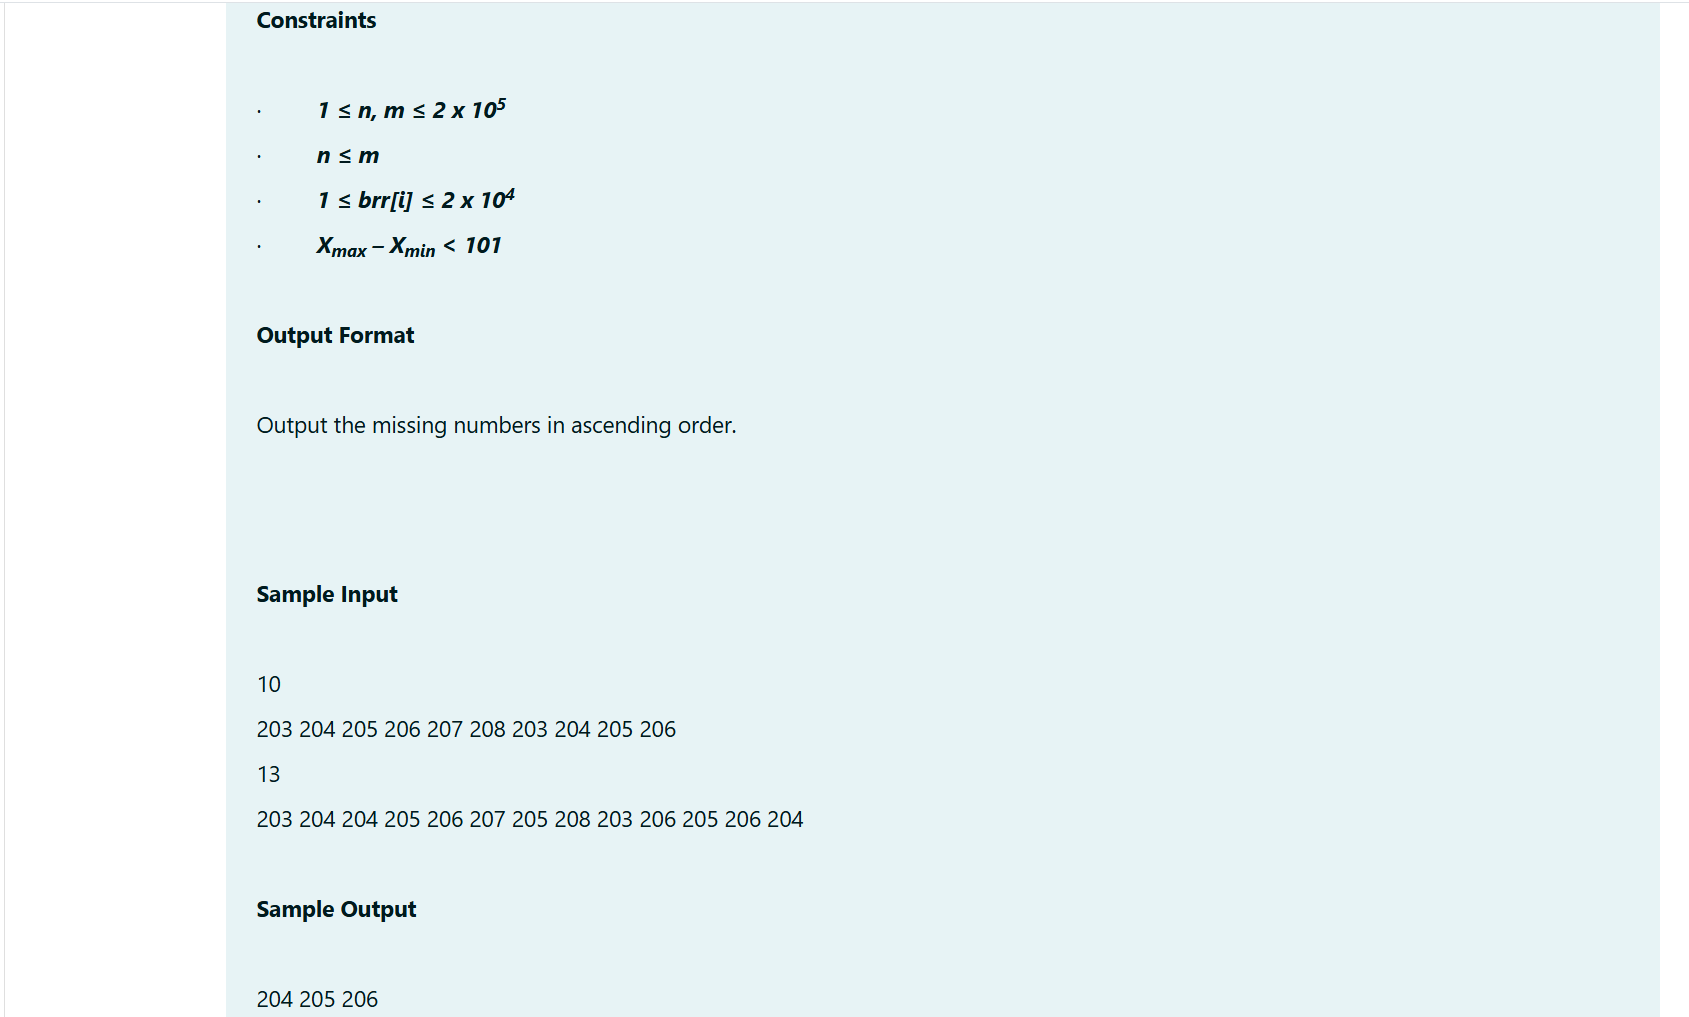 Constraints
· 1 ≤ n, m ≤ 2 x 10⁵
· n ≤ m
· 1 ≤ brr[i] ≤ 2 x 10⁴
· Xmax – Xmin < 101
Output Format
Output the missing numbers in ascending order.
Sample Input
10
203 204 205 206 207 208 203 204 205 206
13
203 204 204 205 206 207 205 208 203 206 205 206 204
Sample Output
204 205 206